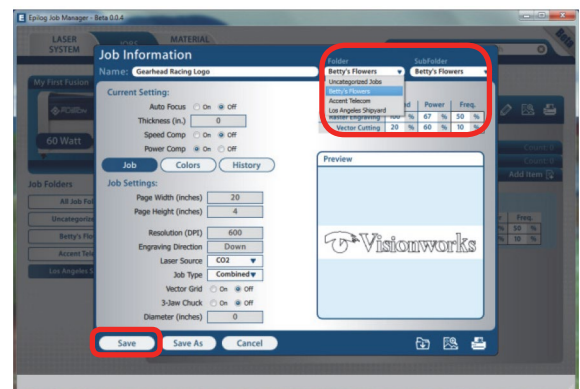 Epilog Job Manager - Beta 0.0.4
LASER
SYSTEM
JOBS
MATERIAL
Beta
Job Information
Name: Gearhead Racing Logo
Folder
SubFolder
Betty's Flowers
Betty's Flowers
Uncategorized Jobs
Betty's Flowers
Accent Telecom
Los Angeles Shipyard
My First Fusion
60 Watt
Current Setting:
Auto Focus On Off
Thickness (in.) 0
Speed Comp On Off
Power Comp On Off
Power Freq.
Raster Engraving 100 % 67 % 50 %
Vector Cutting 20 % 60 % 10 %
Job
Colors
History
Job Settings:
Page Width (inches) 20
Page Height (inches) 4
Resolution (DPI) 600
Engraving Direction Down
Laser Source CO2
Job Type Combined
Vector Grid On Off
3-Jaw Chuck On Off
Diameter (inches) 0
Preview
Visionworks
Job Folders
All Job Fol
Uncategorize
Betty's Flo
Accent Tele
Los Angeles S
Count: 0
Count: 0
Add Item
Freq.
% 50 %
% 10 %
Save
Save As
Cancel